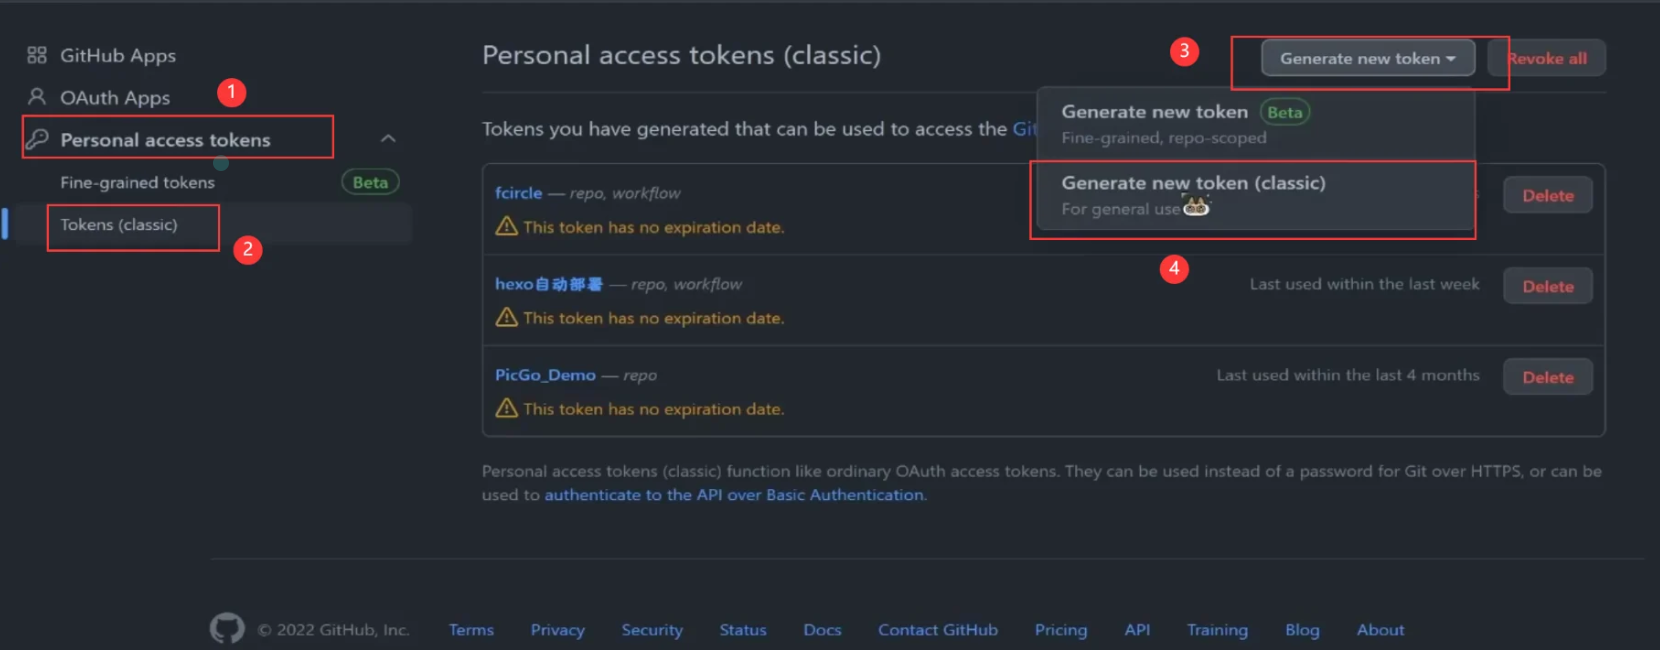 GitHub Apps
OAuth Apps
1
Personal access tokens
Fine-grained tokens Beta
Tokens (classic)
2
Personal access tokens (classic)
3
Generate new token
Revoke all
Generate new token Beta
Fine-grained, repo-scoped
Generate new token (classic)
For general use
4
Tokens you have generated that can be used to access the Git
fcircle — repo, workflow
Delete
This token has no expiration date.
hexo自动部署 — repo, workflow
Last used within the last week
Delete
This token has no expiration date.
PicGo_Demo — repo
Last used within the last 4 months
Delete
This token has no expiration date.
Personal access tokens (classic) function like ordinary OAuth access tokens. They can be used instead of a password for Git over HTTPS, or can be
used to authenticate to the API over Basic Authentication.
© 2022 GitHub, Inc. Terms Privacy Security Status Docs Contact GitHub Pricing API Training Blog About